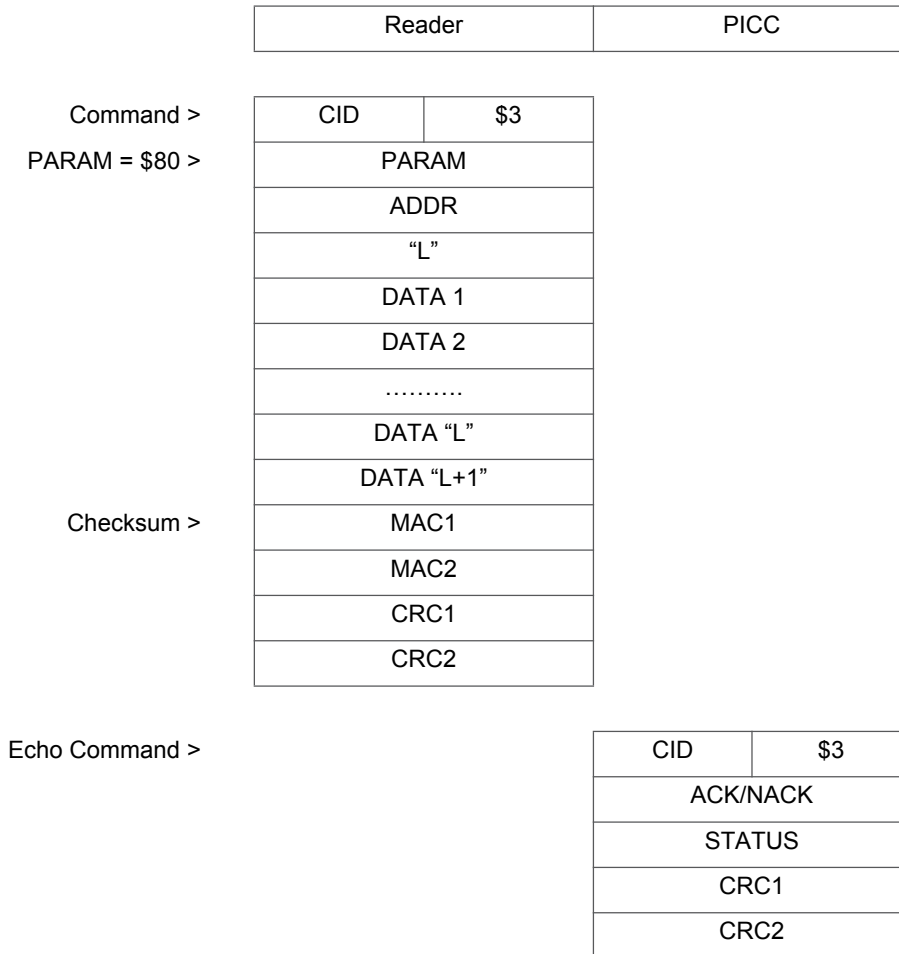 Reader PICC
Command > CID $3
PARAM = $80 > PARAM
ADDR
“L”
DATA 1
DATA 2
……….
DATA “L”
DATA “L+1”
Checksum > MAC1
MAC2
CRC1
CRC2
Echo Command > CID $3
ACK/NACK
STATUS
CRC1
CRC2